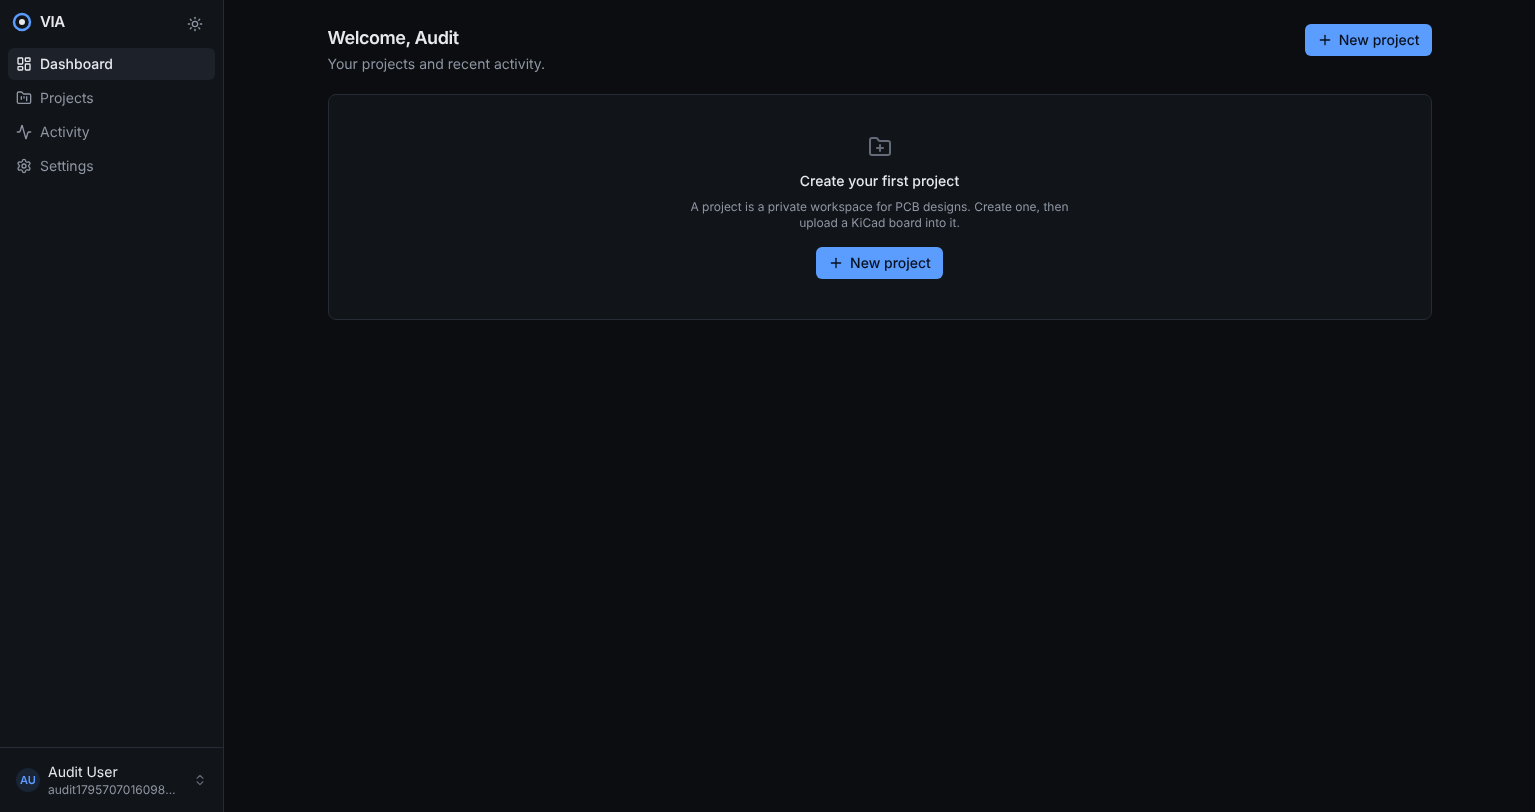 VIA
Dashboard
Projects
Activity
Settings
Welcome, Audit
Your projects and recent activity.
New project
Create your first project
A project is a private workspace for PCB designs. Create one, then
upload a KiCad board into it.
New project
AU
Audit User
audit1795707016098...